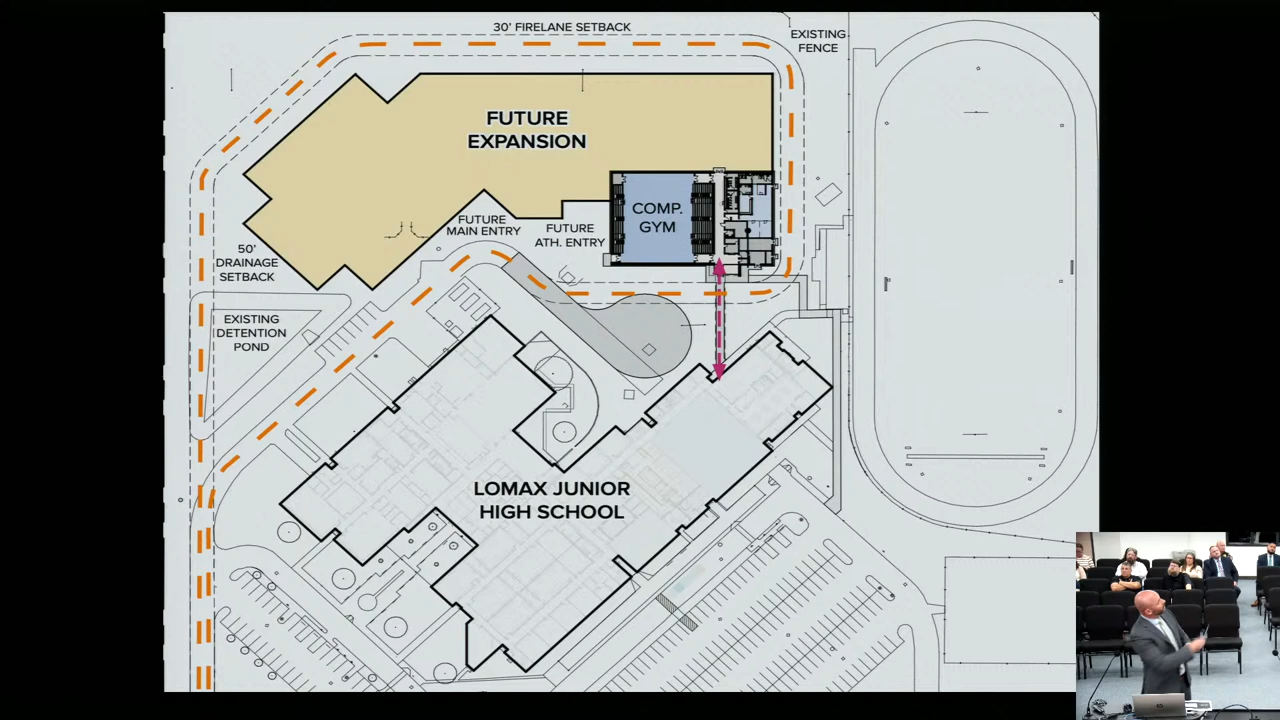 30' FIRELANE SETBACK
EXISTING
FENCE
FUTURE
EXPANSION
COMP.
GYM
FUTURE
MAIN ENTRY
FUTURE
ATH. ENTRY
50'
DRAINAGE
SETBACK
EXISTING
DETENTION
POND
LOMAX JUNIOR
HIGH SCHOOL